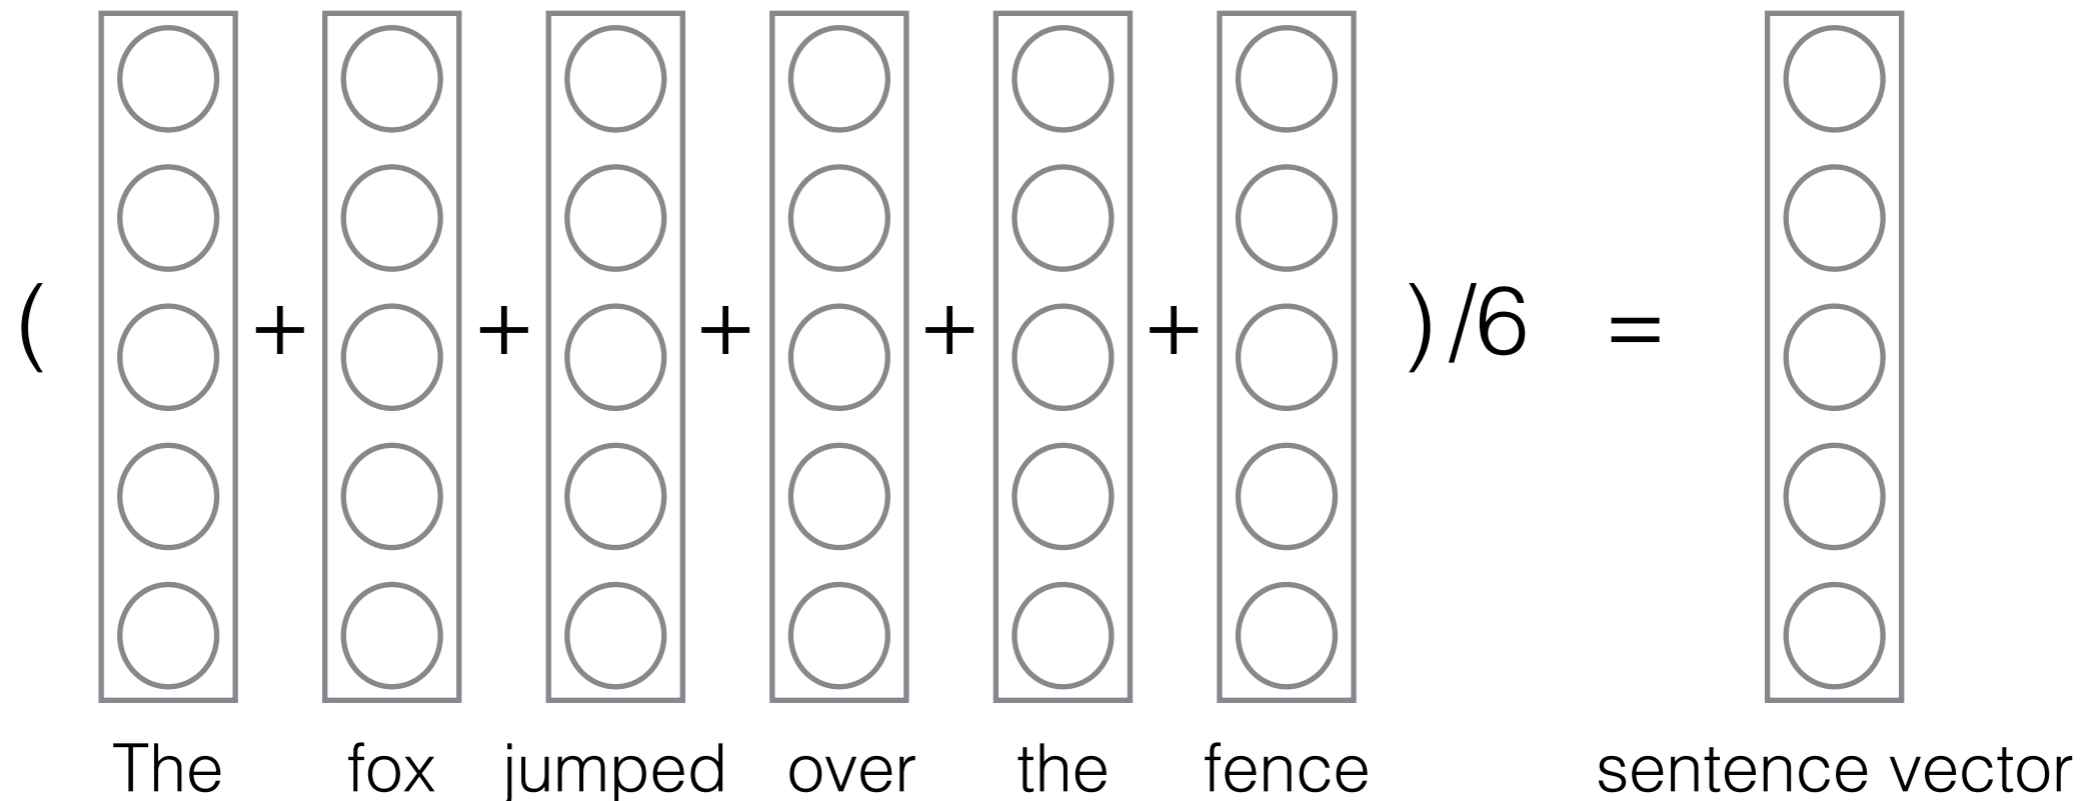 ( + + + + + )/6 =
The fox jumped over the fence sentence vector